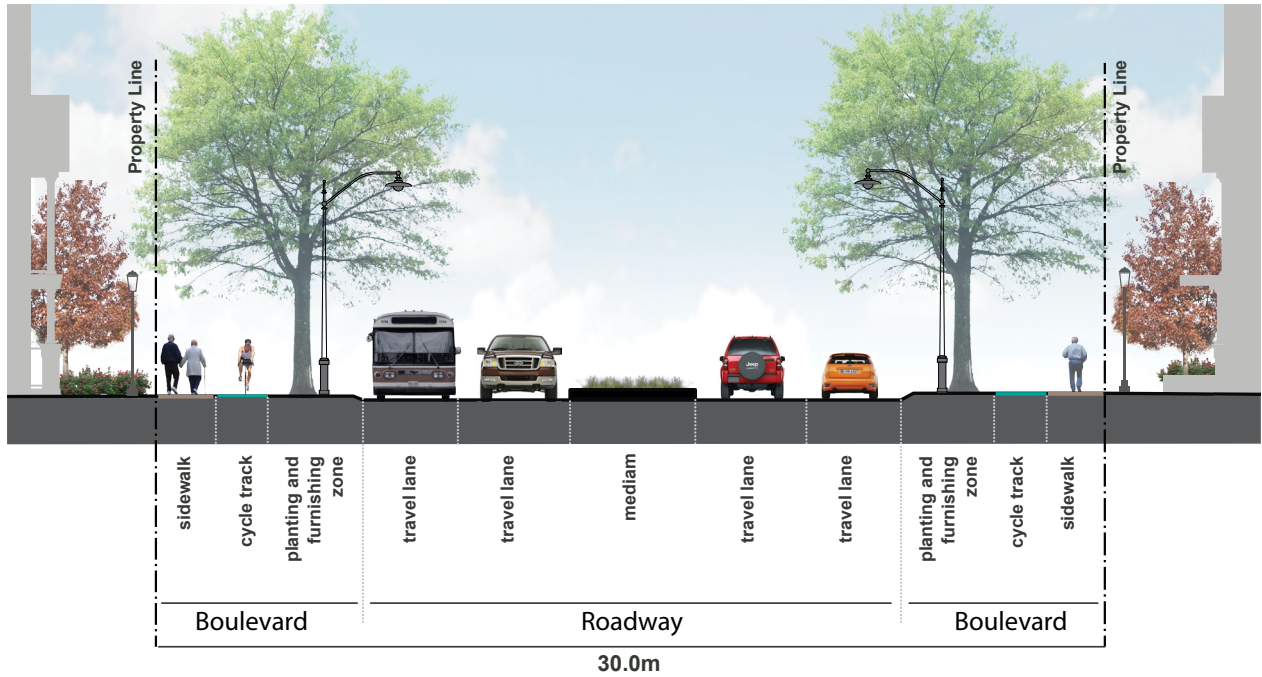 Property Line
Property Line
Jeep
sidewalk
cycle track
planting and
furnishing
zone
travel lane
travel lane
mediam
travel lane
travel lane
planting and
furnishing
zone
cycle track
sidewalk
Boulevard
Roadway
Boulevard
30.0m